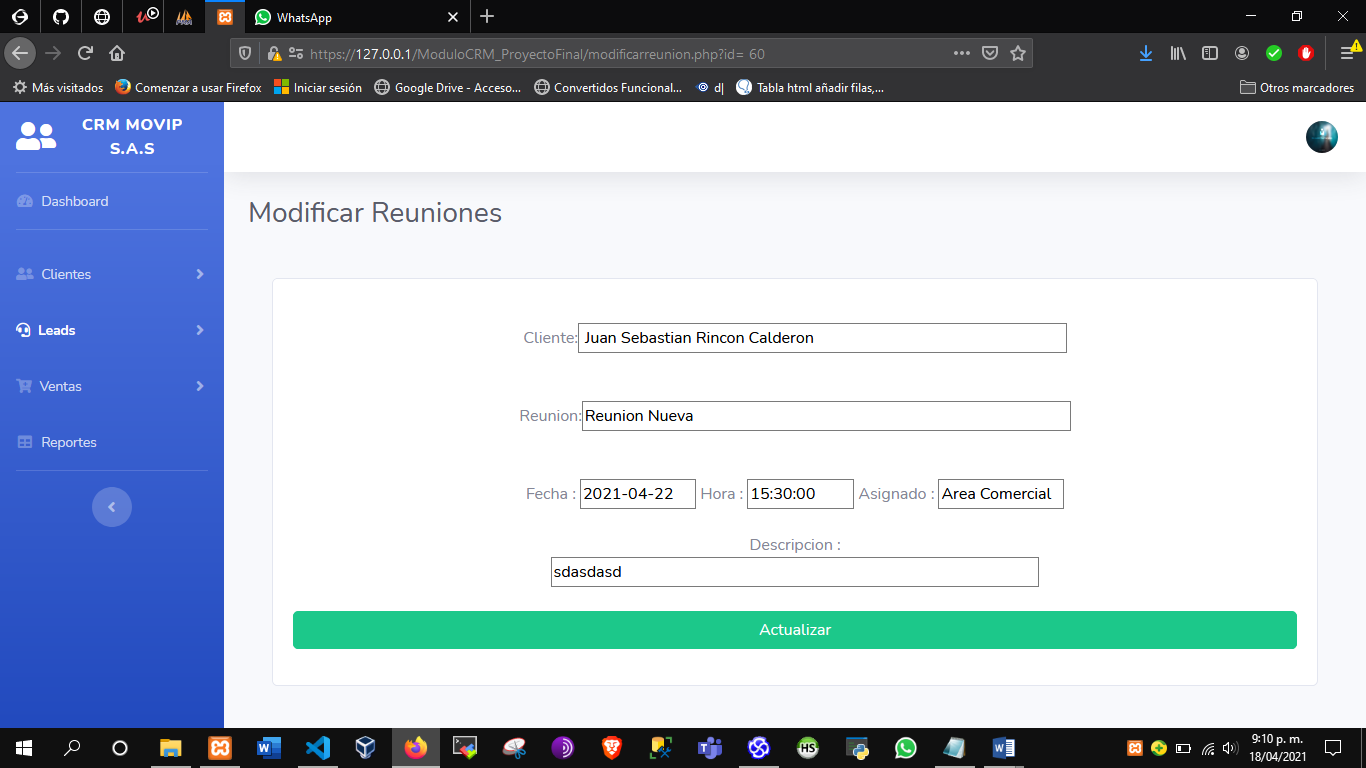 WhatsApp
https://127.0.0.1/ModuloCRM_ProyectoFinal/modificarreunion.php?id= 60
Más visitados
Comenzar a usar Firefox
Iniciar sesión
Google Drive - Acceso...
Convertidos Funcional...
d|
Tabla html añadir filas,...
Otros marcadores
CRM MOVIP
S.A.S
Dashboard
Clientes
Leads
Ventas
Reportes
Modificar Reuniones
Cliente: Juan Sebastian Rincon Calderon
Reunion: Reunion Nueva
Fecha : 2021-04-22 Hora : 15:30:00 Asignado : Area Comercial
Descripcion :
sdasdasd
Actualizar
HS
9:10 p. m.
18/04/2021